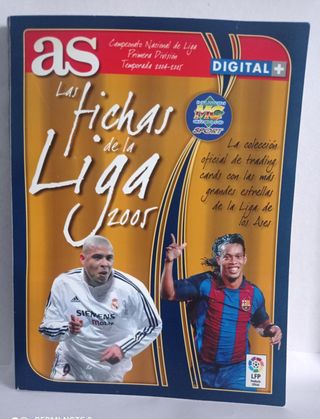 as
Campeonato Nacional de Liga
Primera División
Temporada 2004-2005
DIGITAL+
Las
fichas
de la
Liga
2005
MC
SPORT
La colección
oficial de trading
cards con las más
grandes estrellas
de la Liga de
los Ases
SIEMENS
mobile
9
LFP